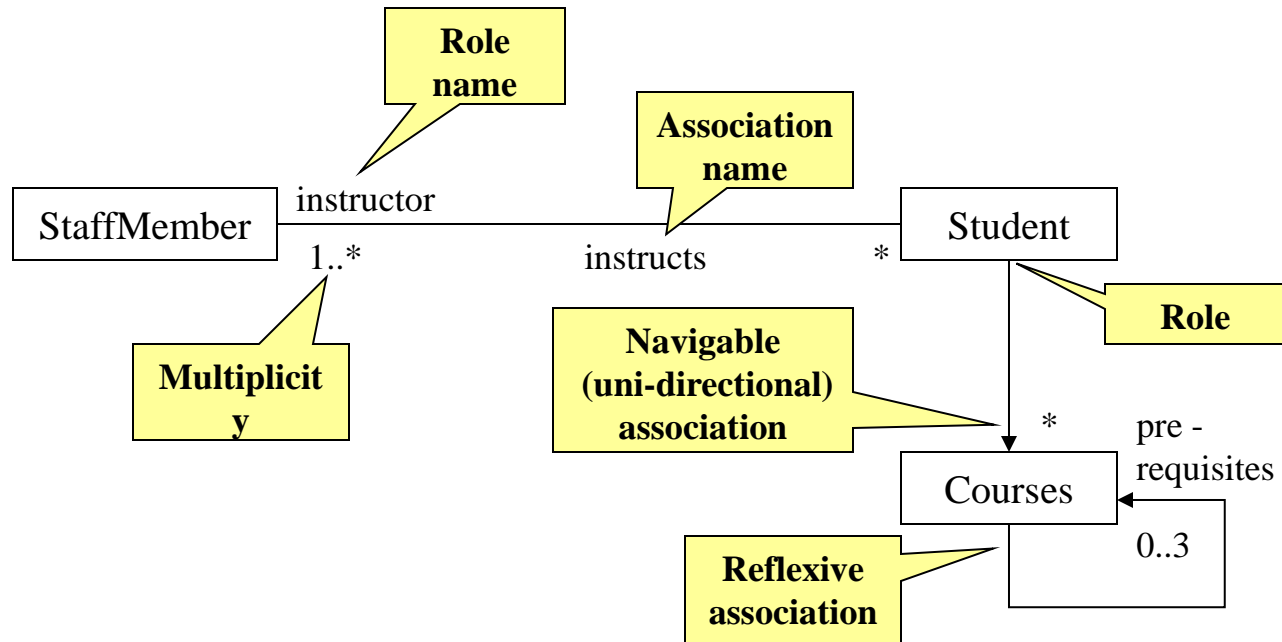 Role
name
Association
name
instructor
StaffMember
Student
1..*
instructs
*
Role
Multiplicit
y
Navigable
(uni-directional)
association
*
pre -
requisites
Courses
0..3
Reflexive
association